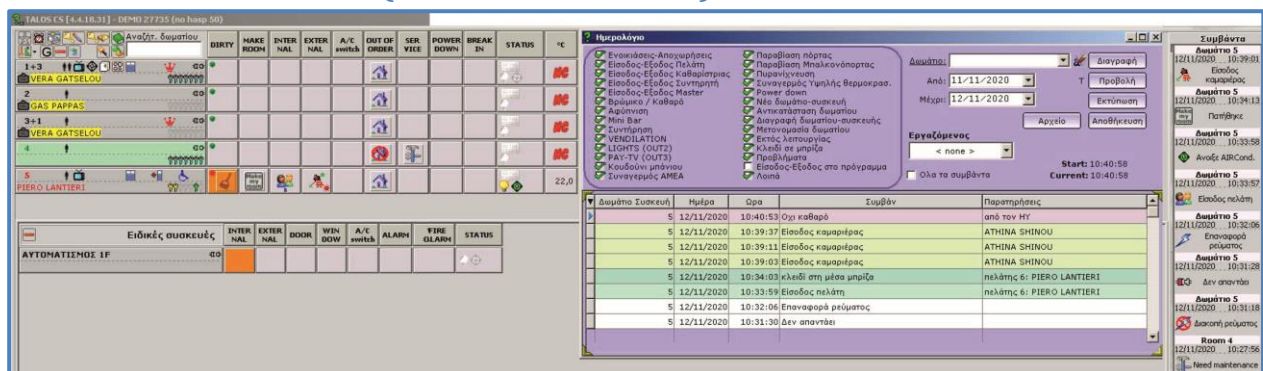 TALOS CS [4.4.18.31] - DEMO 27735 (no hasp 50)
Αναζήτ. δωματίου
DIRTY
MAKE ROOM
INTER NAL
EXTER NAL
A/C switch
OUT OF ORDER
SER VICE
POWER DOWN
BREAK IN
STATUS
°C
1+3
VERA GATSELOU
NC
2
GAS PAPPAS
NC
3+1
VERA GATSELOU
NC
4
NC
5
PIERO LANTIERI
22,0
Ειδικές συσκευές
INTER NAL
EXTER NAL
DOOR
WIN DOW
A/C switch
ALARM
FIRE GLARM
STATUS
ΑΥΤΟΜΑΤΙΣΜΟΣ 1F
Ημερολόγιο
Ενοικιάσεις-Αποχωρήσεις
Είσοδος-Εξοδος Πελάτη
Είσοδος-Εξοδος Καθαρίστριας
Είσοδος-Εξοδος Συντηρητή
Είσοδος-Εξοδος Master
Βρώμικο / Καθαρό
Αφύπνιση
Mini Bar
Συντήρηση
VENDILATION
LIGHTS (OUT2)
PAY-TV (OUT3)
Κουδούνι μπάνιου
Συναγερμός ΑΜΕΑ
Παραβίαση πόρτας
Παραβίαση Μπαλκονόπορτας
Πυρανίχνευση
Συναγερμός Υψηλής θερμοκρασ.
Power down
Νέο δωμάτιο-συσκευή
Αντικατάσταση δωματίου
Διαγραφή δωματίου-συσκευής
Μετονομασία δωματίου
Εκτός λειτουργίας
Κλειδί σε μπρίζα
Προβλήματα
Είσοδος-Εξοδος στο πρόγραμμα
Λοιπά
Δωμάτιο:
Διαγραφή
Από: 11/11/2020
T
Προβολή
Μέχρι: 12/11/2020
Εκτύπωση
Αρχείο
Αποθήκευση
Εργαζόμενος
< none >
Start: 10:40:58
Ολα τα συμβάντα
Current: 10:40:58
Δωμάτιο Συσκευή Ημέρα Ωρα Συμβάν Παρατηρήσεις
5 12/11/2020 10:40:53 Οχι καθαρό από τον ΗΥ
5 12/11/2020 10:39:37 Είσοδος καμαριέρας ATHINA SHINOU
5 12/11/2020 10:39:11 Είσοδος καμαριέρας ATHINA SHINOU
5 12/11/2020 10:39:03 Είσοδος καμαριέρας ATHINA SHINOU
5 12/11/2020 10:34:03 κλειδί στη μέσα μπρίζα πελάτης 6: PIERO LANTIERI
5 12/11/2020 10:33:59 Είσοδος πελάτη πελάτης 6: PIERO LANTIERI
5 12/11/2020 10:32:06 Επαναφορά ρεύματος
5 12/11/2020 10:31:30 Δεν απαντάει
Συμβάντα
Δωμάτιο 5
12/11/2020 10:39:01
Είσοδος
καμαριέρας
Δωμάτιο 5
12/11/2020 10:34:13
Πατήθηκε
Δωμάτιο 5
12/11/2020 10:33:58
Ανοίξε AIRCond.
Δωμάτιο 5
12/11/2020 10:33:57
Είσοδος πελάτη
Δωμάτιο 5
12/11/2020 10:32:06
Επαναφορά
ρεύματος
Δωμάτιο 5
12/11/2020 10:31:28
Δεν απαντάει
Δωμάτιο 5
12/11/2020 10:31:18
Διακοπή ρεύματος
Room 4
12/11/2020 10:27:56
Need maintenance